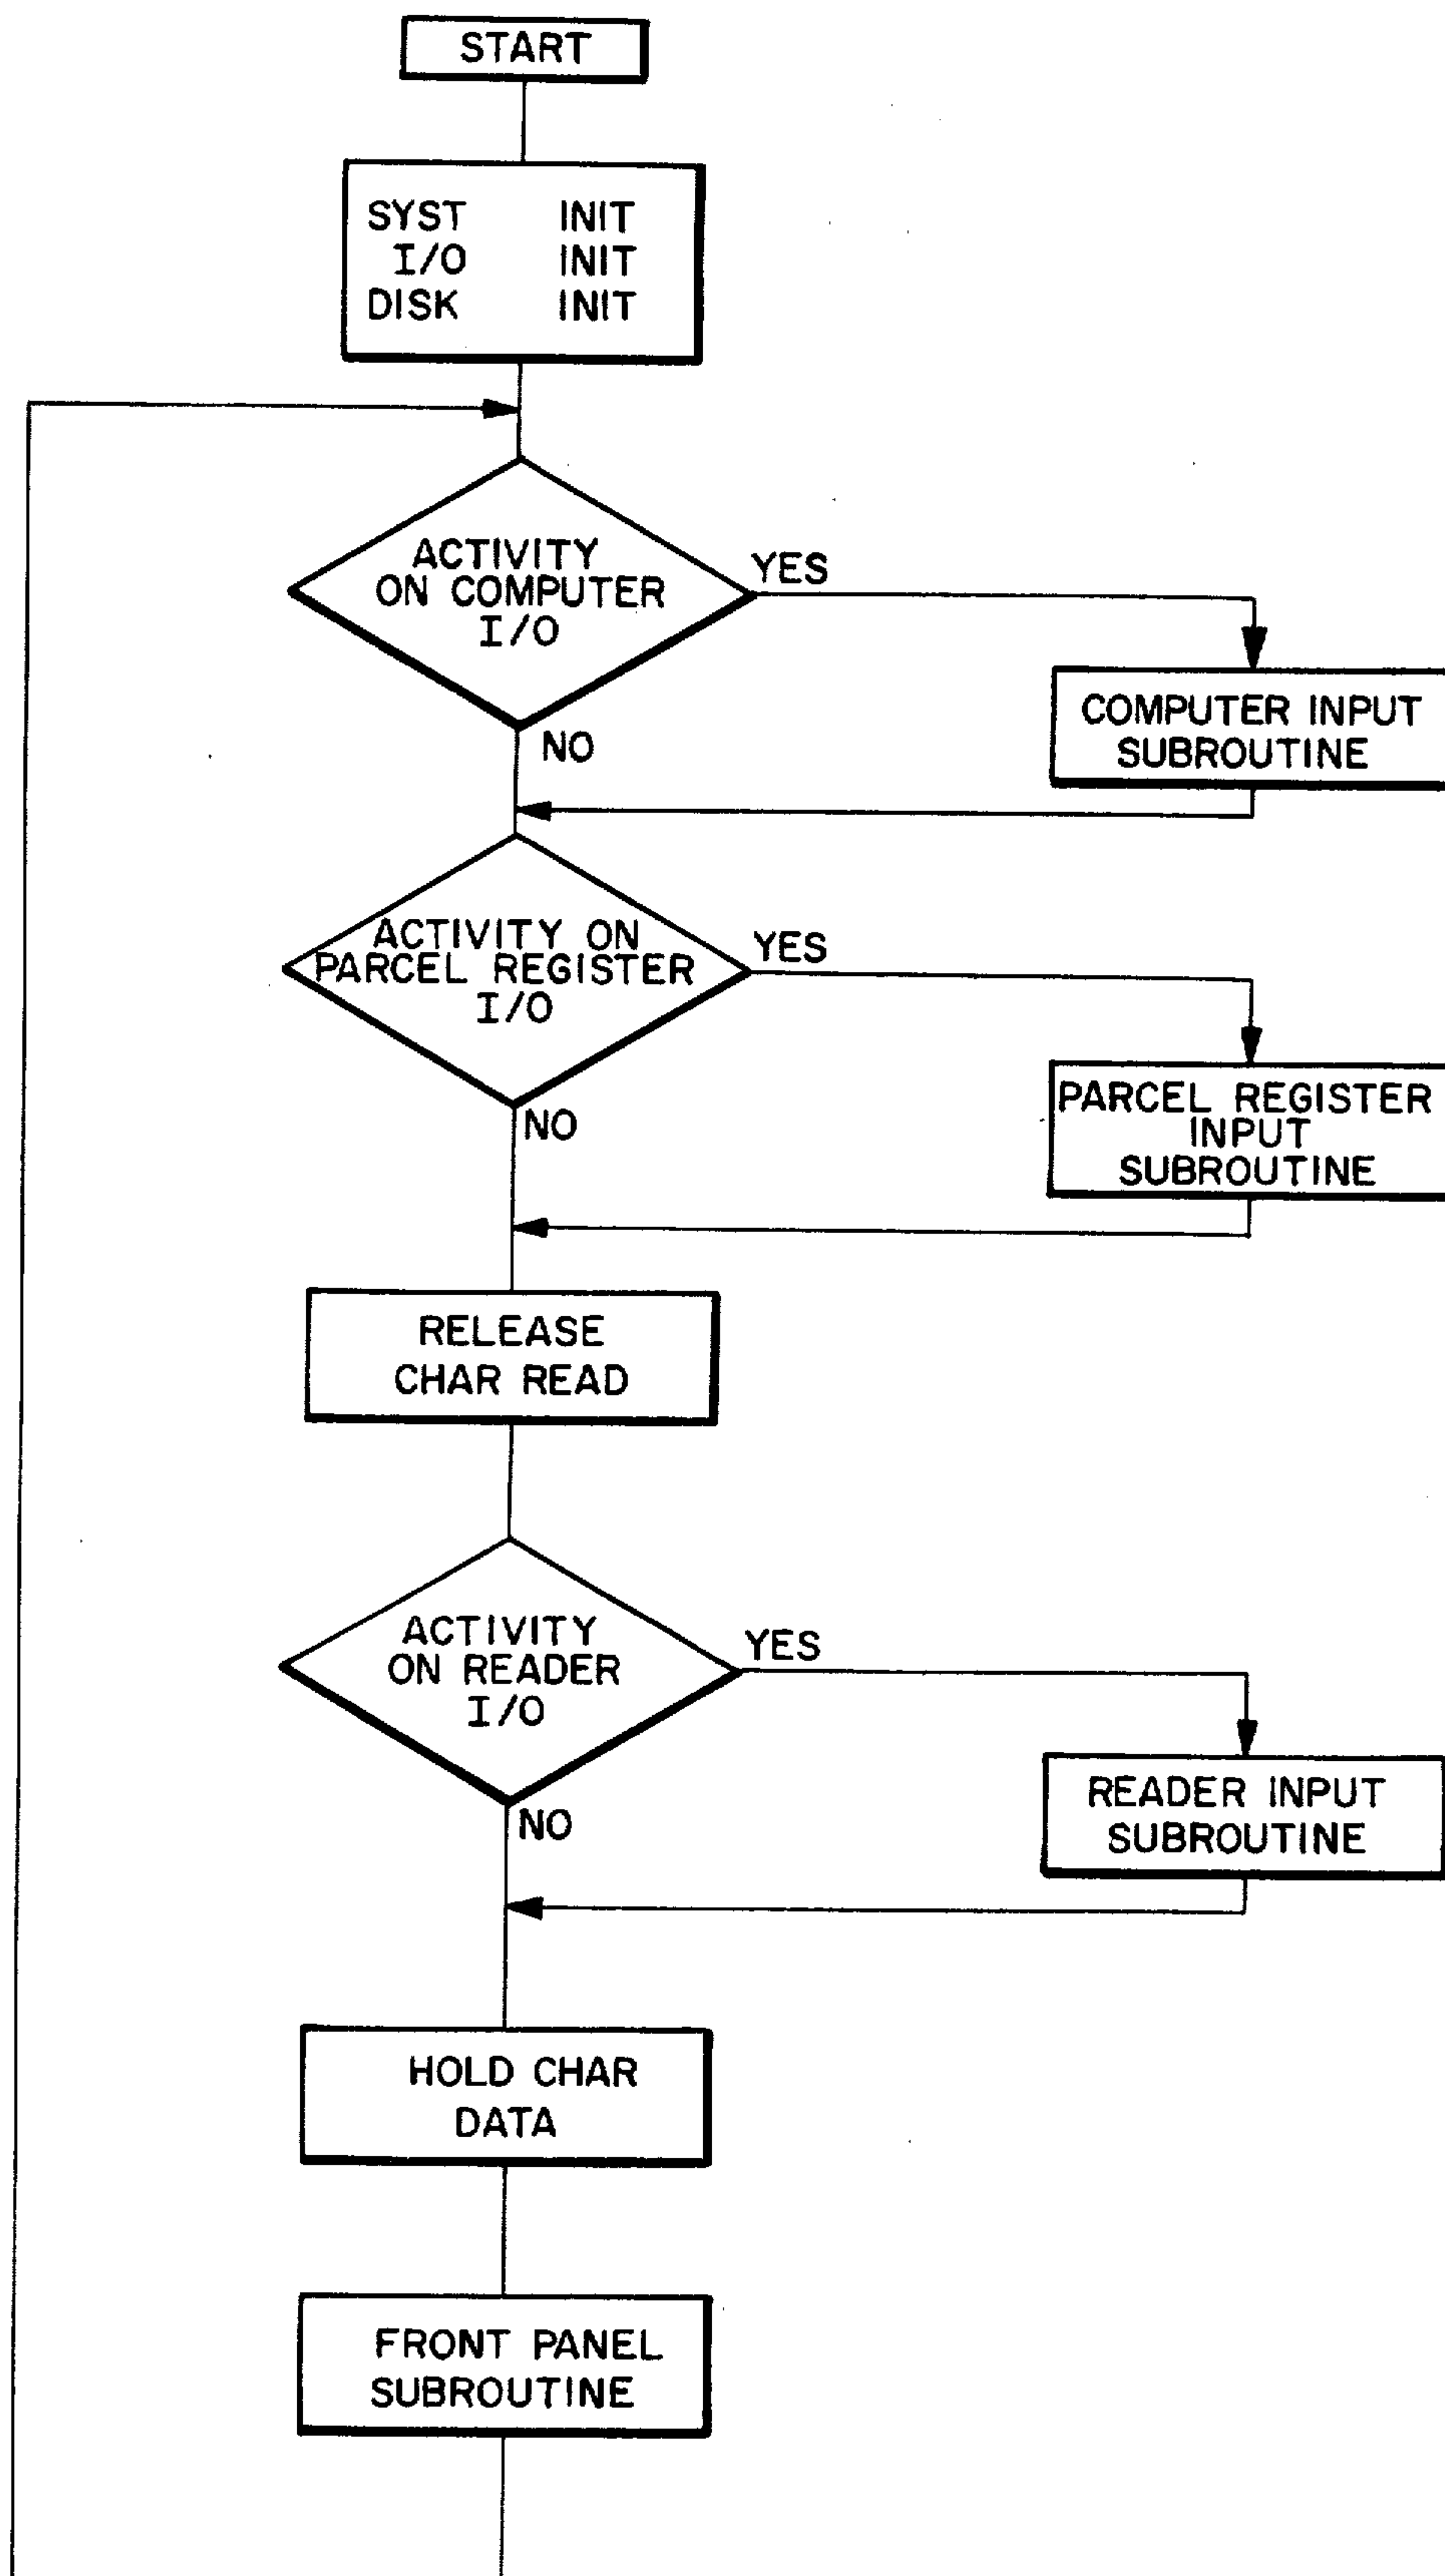 START
SYST INIT
I/O INIT
DISK INIT
ACTIVITY
ON COMPUTER
I/O
YES
COMPUTER INPUT
SUBROUTINE
NO
ACTIVITY ON
PARCEL REGISTER
I/O
YES
PARCEL REGISTER
INPUT
SUBROUTINE
NO
RELEASE
CHAR READ
ACTIVITY
ON READER
I/O
YES
READER INPUT
SUBROUTINE
NO
HOLD CHAR
DATA
FRONT PANEL
SUBROUTINE